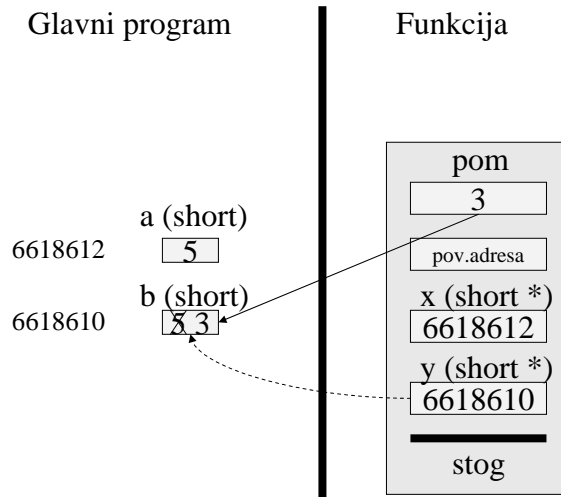 Glavni program
Funkcija
pom
3
a (short)
6618612
5
pov.adresa
b (short)
x (short *)
6618610
5 3
6618612
y (short *)
6618610
stog